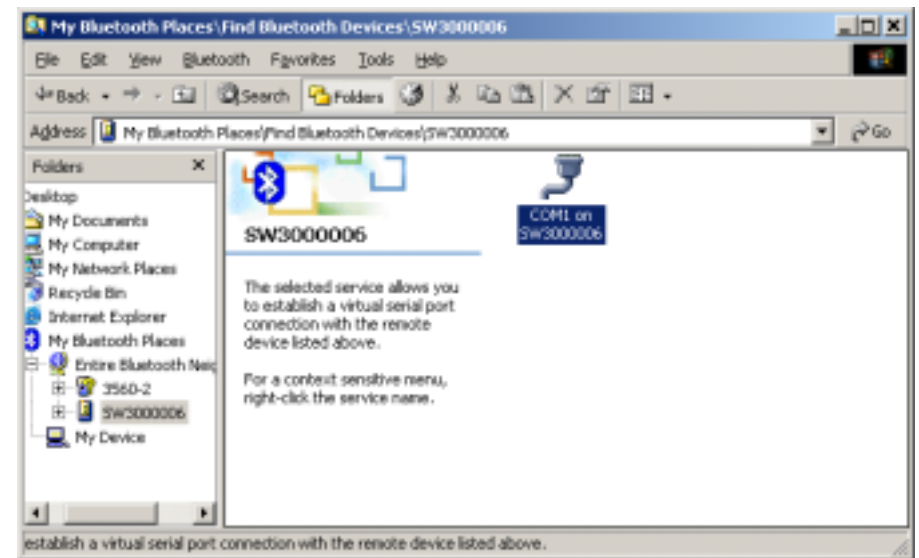 My Bluetooth Places\Find Bluetooth Devices\SW3000006
File Edit View Bluetooth Favorites Tools Help
Back Search Folders
Address My Bluetooth Places\Find Bluetooth Devices\SW3000006 Go
Folders
Desktop
My Documents
My Computer
My Network Places
Recycle Bin
Internet Explorer
My Bluetooth Places
Entire Bluetooth Neig
3560-2
SW3000006
My Device
SW3000006
The selected service allows you
to establish a virtual serial port
connection with the remote
device listed above.
For a context sensitive menu,
right-click the service name.
COM1 on
SW3000006
establish a virtual serial port connection with the remote device listed above.